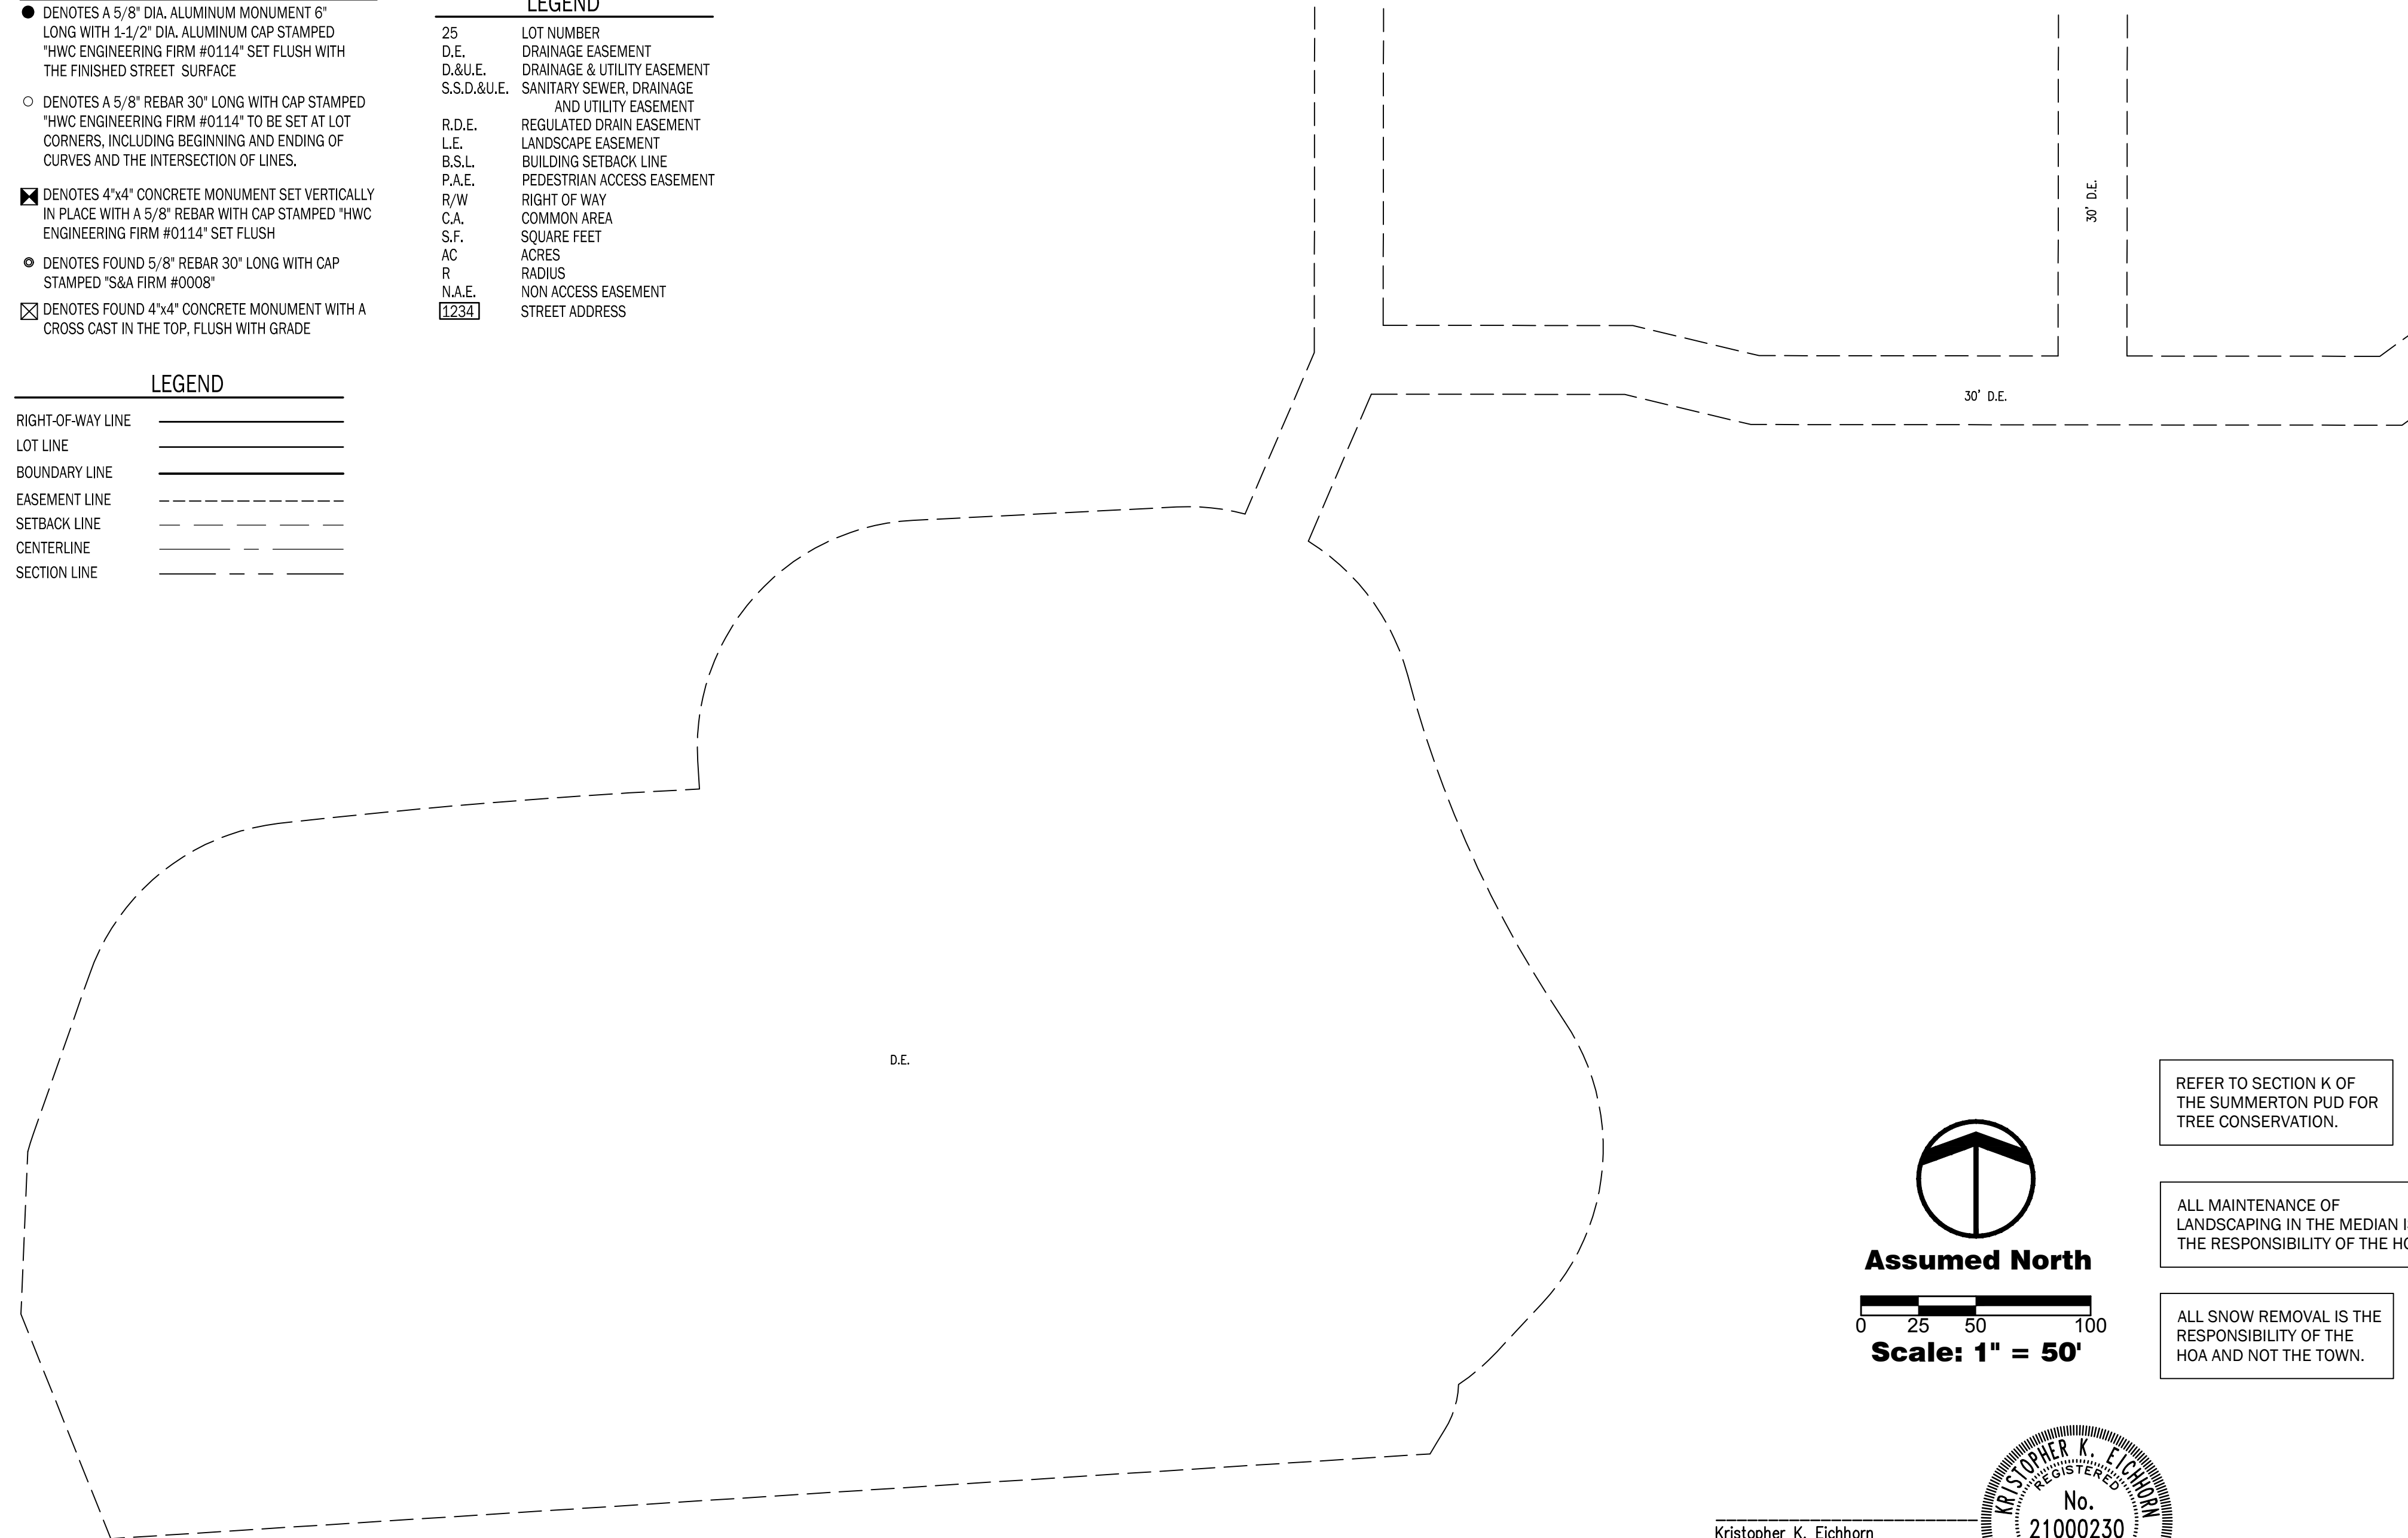 DENOTES A 5/8" DIA. ALUMINUM MONUMENT 6"
LONG WITH 1-1/2" DIA. ALUMINUM CAP STAMPED
"HWC ENGINEERING FIRM #0114" SET FLUSH WITH
THE FINISHED STREET SURFACE
DENOTES A 5/8" REBAR 30" LONG WITH CAP STAMPED
"HWC ENGINEERING FIRM #0114" TO BE SET AT LOT
CORNERS, INCLUDING BEGINNING AND ENDING OF
CURVES AND THE INTERSECTION OF LINES.
DENOTES 4"x4" CONCRETE MONUMENT SET VERTICALLY
IN PLACE WITH A 5/8" REBAR WITH CAP STAMPED "HWC
ENGINEERING FIRM #0114" SET FLUSH
DENOTES FOUND 5/8" REBAR 30" LONG WITH CAP
STAMPED "S&A FIRM #0008"
DENOTES FOUND 4"x4" CONCRETE MONUMENT WITH A
CROSS CAST IN THE TOP, FLUSH WITH GRADE
LEGEND
25 LOT NUMBER
D.E. DRAINAGE EASEMENT
D.&U.E. DRAINAGE & UTILITY EASEMENT
S.S.D.&U.E. SANITARY SEWER, DRAINAGE
AND UTILITY EASEMENT
R.D.E. REGULATED DRAIN EASEMENT
L.E. LANDSCAPE EASEMENT
B.S.L. BUILDING SETBACK LINE
P.A.E. PEDESTRIAN ACCESS EASEMENT
R/W RIGHT OF WAY
C.A. COMMON AREA
S.F. SQUARE FEET
AC ACRES
R RADIUS
N.A.E. NON ACCESS EASEMENT
1234 STREET ADDRESS
LEGEND
RIGHT-OF-WAY LINE
LOT LINE
BOUNDARY LINE
EASEMENT LINE
SETBACK LINE
CENTERLINE
SECTION LINE
30' D.E.
30' D.E.
D.E.
REFER TO SECTION K OF
THE SUMMERTON PUD FOR
TREE CONSERVATION.
ALL MAINTENANCE OF
LANDSCAPING IN THE MEDIAN
THE RESPONSIBILITY OF THE
ALL SNOW REMOVAL IS THE
RESPONSIBILITY OF THE
HOA AND NOT THE TOWN.
Assumed North
0 25 50 100
Scale: 1" = 50'
KRISTOPHER K. EICHHORN
REGISTERED
No.
21000230
Kristopher K. Eichhorn